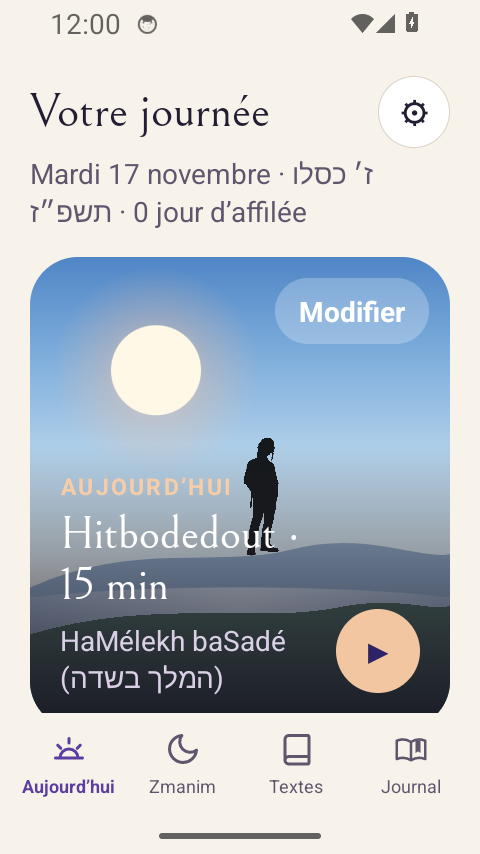 12:00
Votre journée
Mardi 17 novembre · ז׳ כסלו
תשפ״ז · 0 jour d’affilée
Modifier
AUJOURD’HUI
Hitbodedout ·
15 min
HaMélekh baSadé
(המלך בשדה)
Aujourd’hui
Zmanim
Textes
Journal